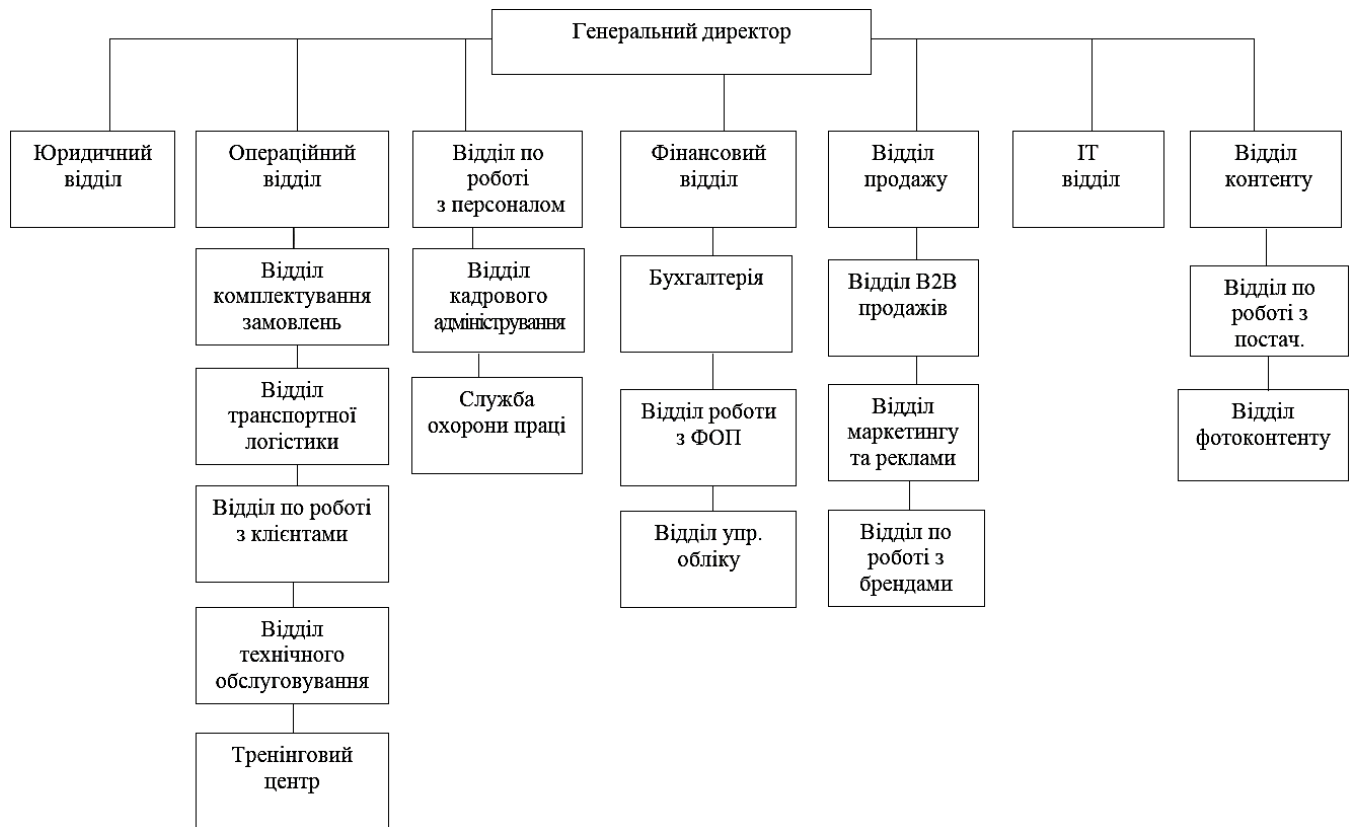 Генеральний директор
Юридичний
відділ
Операційний
відділ
Відділ по
роботі
з персоналом
Фінансовий
відділ
Відділ
продажу
ІТ
відділ
Відділ
контенту
Відділ
комплектування
замовлень
Відділ
кадрового
адміністрування
Бухгалтерія
Відділ B2B
продажів
Відділ по
роботі з
постач.
Відділ
транспортної
логістики
Служба
охорони праці
Відділ роботи
з ФОП
Відділ
маркетингу
та реклами
Відділ
фотоконтенту
Відділ по роботі
з клієнтами
Відділ упр.
обліку
Відділ по
роботі з
брендами
Відділ
технічного
обслуговування
Тренінговий
центр